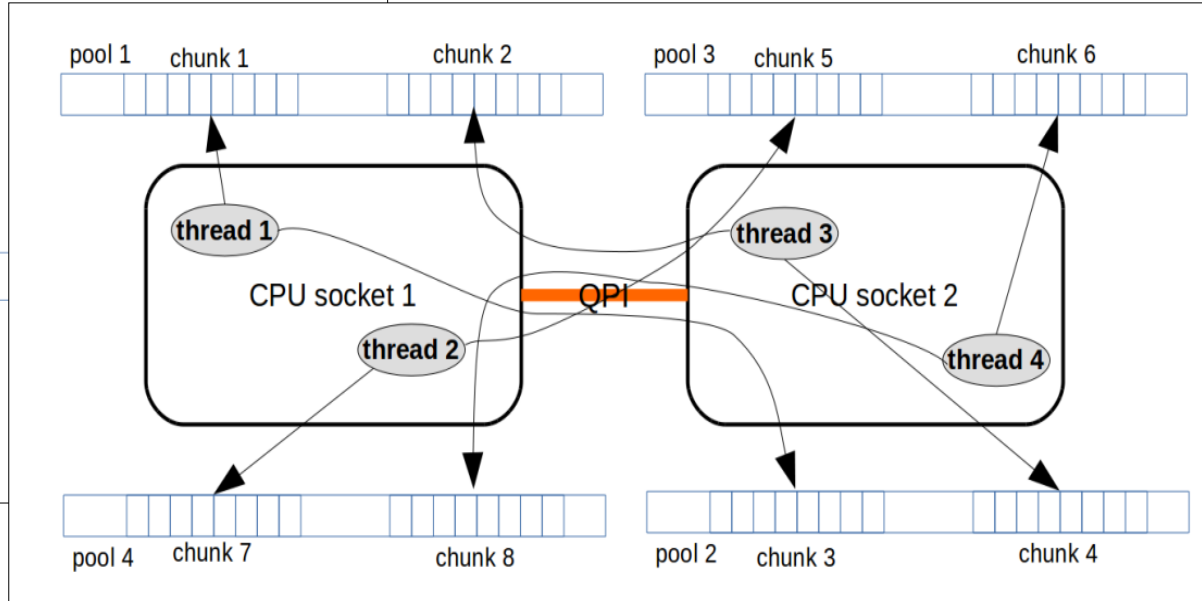 pool 1
chunk 1
chunk 2
pool 3
chunk 5
chunk 6
thread 1
thread 3
CPU socket 1
QPI
CPU socket 2
thread 2
thread 4
pool 4
chunk 7
chunk 8
pool 2
chunk 3
chunk 4